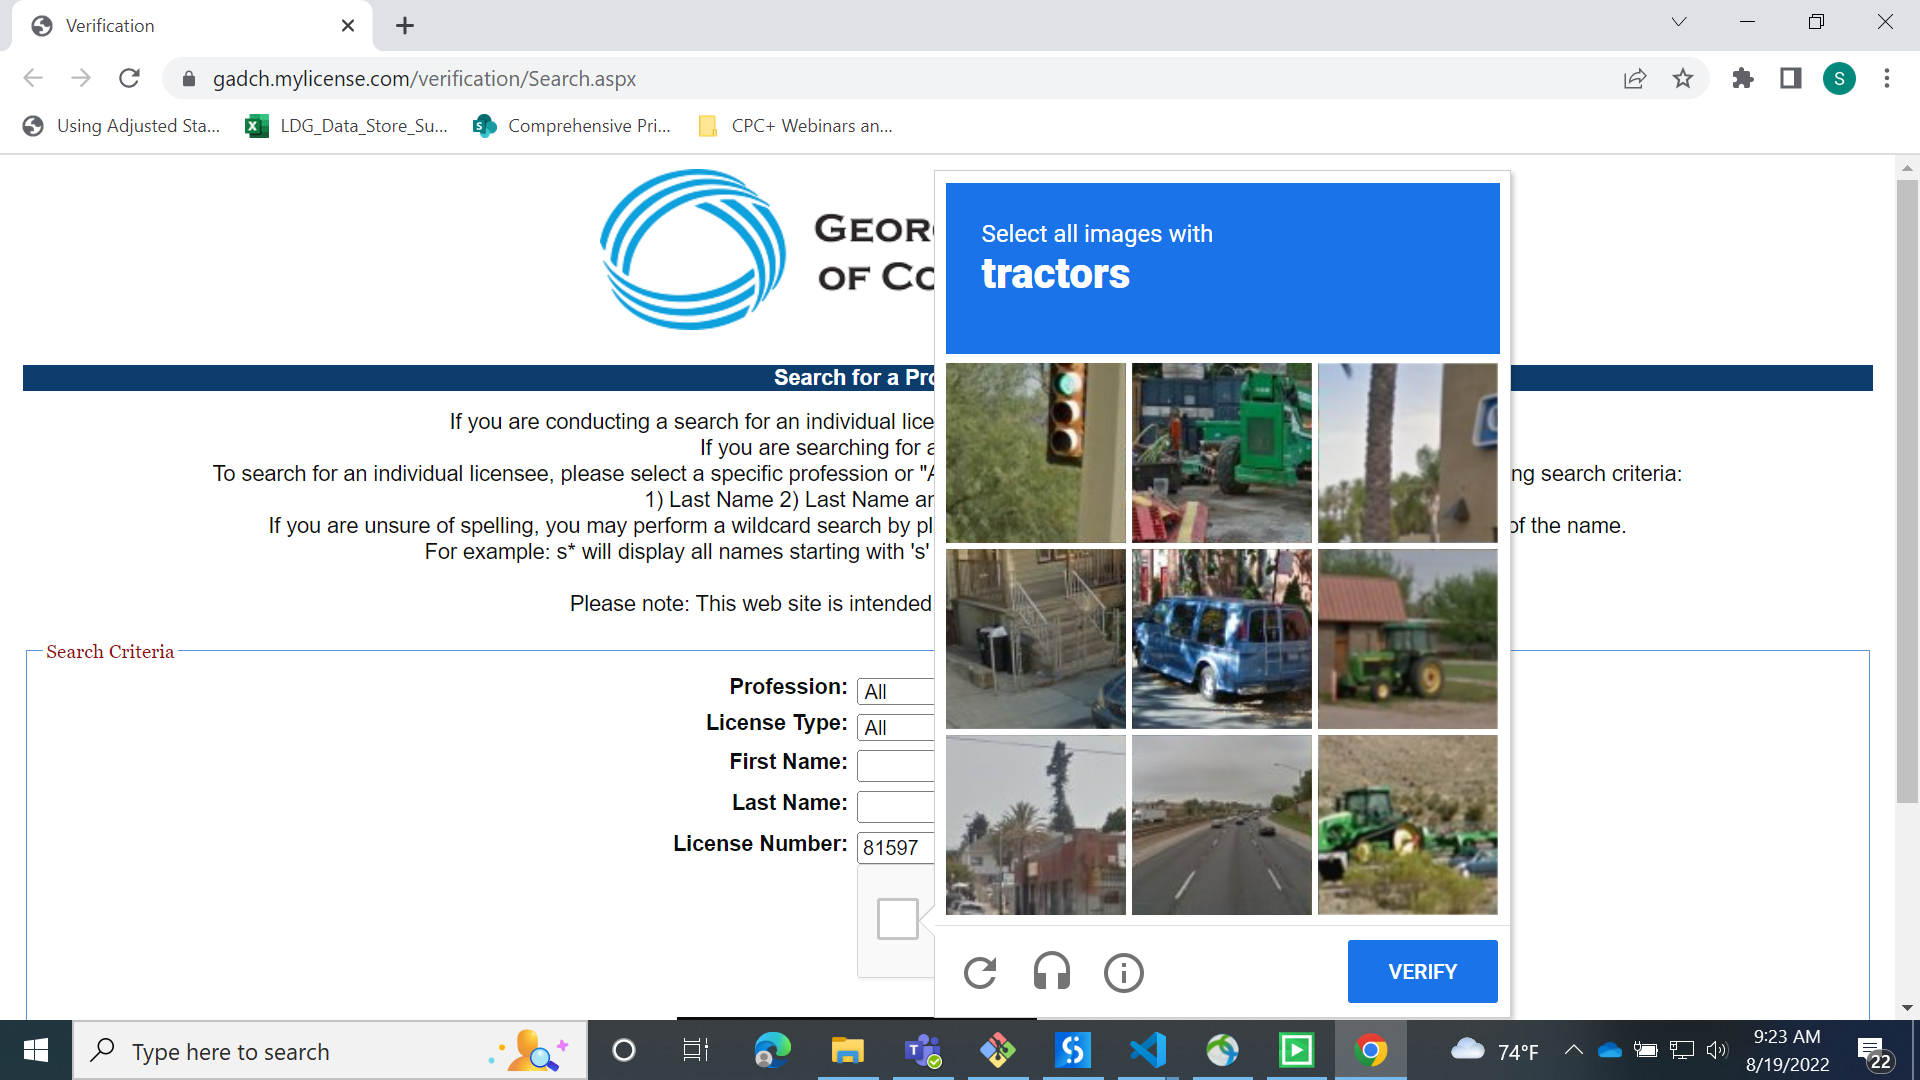 Verification
gadch.mylicense.com/verification/Search.aspx
S
Using Adjusted Sta...
LDG_Data_Store_Su...
Comprehensive Pri...
CPC+ Webinars an...
GEOR
OF CO
Select all images with
tractors
Search for a Pro
If you are conducting a search for an individual lice
If you are searching for a
To search for an individual licensee, please select a specific profession or "A
ng search criteria:
1) Last Name 2) Last Name an
If you are unsure of spelling, you may perform a wildcard search by pl
of the name.
For example: s* will display all names starting with 's'
Please note: This web site is intended
Search Criteria
Profession: All
License Type: All
First Name:
Last Name:
License Number: 81597
VERIFY
Type here to search
74°F
9:23 AM
8/19/2022
22